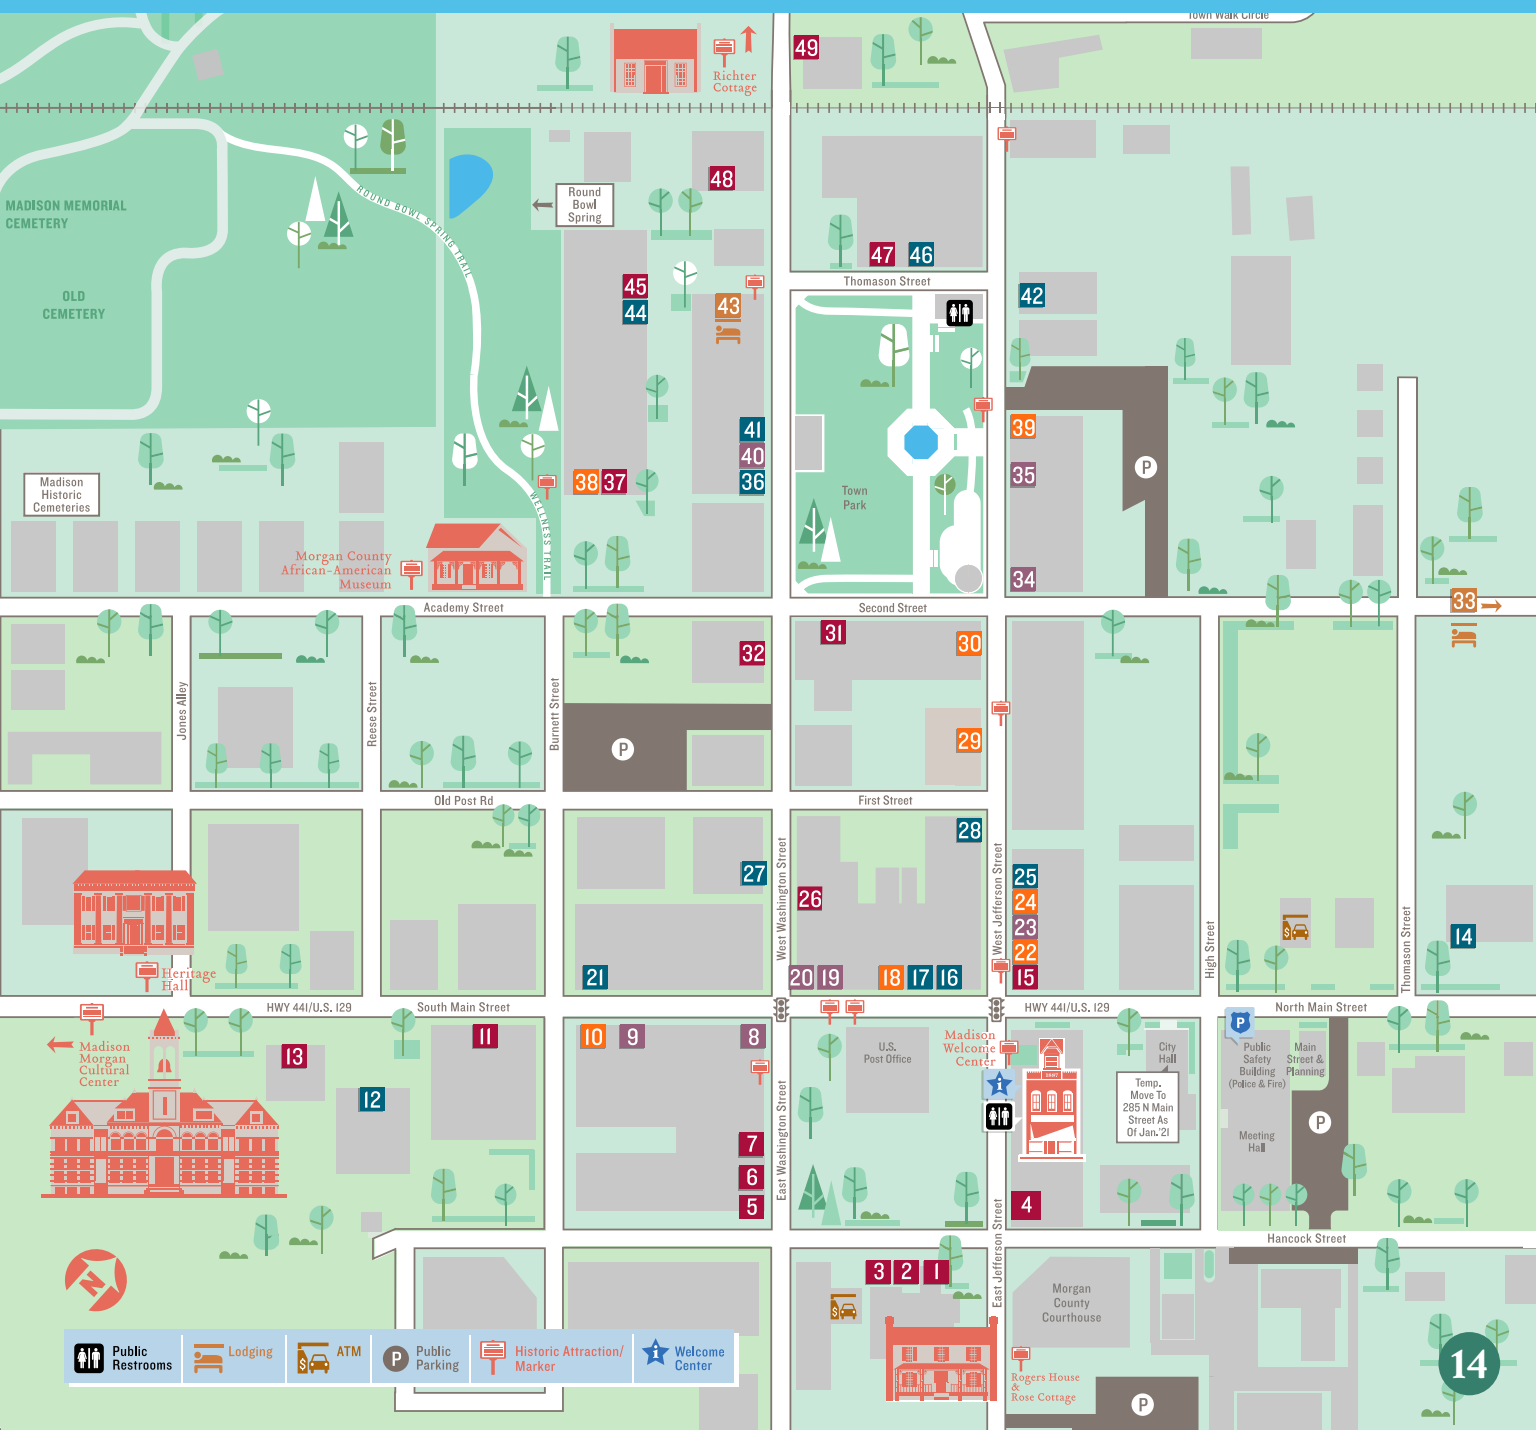 Town Walk Circle
49
Richter
Cottage
MADISON MEMORIAL
CEMETERY
OLD
CEMETERY
ROUND BOWL SPRING TRAIL
Round
Bowl
Spring
48
47
46
Thomason Street
45
44
43
42
41
40
36
38
37
39
35
34
P
Town
Park
Madison
Historic
Cemeteries
WELLNESS TRAIL
Morgan County
African-American
Museum
Academy Street
Second Street
33
32
31
30
29
Jones Alley
Reese Street
Burnett Street
P
Old Post Rd
First Street
28
27
26
25
24
23
22
15
West Washington Street
West Jefferson Street
High Street
Thomason Street
14
21
20
19
18
17
16
Heritage
Hall
HWY 441/U.S. 129
South Main Street
HWY 441/U.S. 129
North Main Street
Madison
Morgan
Cultural
Center
13
12
11
10
9
8
7
6
5
East Washington Street
U.S.
Post Office
Madison
Welcome
Center
i
1887
4
City
Hall
Temp.
Move To
285 N Main
Street As
Of Jan.'21
P
Public
Safety
Building
(Police & Fire)
Main
Street &
Planning
Meeting
Hall
P
Hancock Street
East Jefferson Street
3
2
1
$
Morgan
County
Courthouse
Rogers House
&
Rose Cottage
P
N
Public
Restrooms
Lodging
$
ATM
P
Public
Parking
Historic Attraction/
Marker
i
Welcome
Center
14